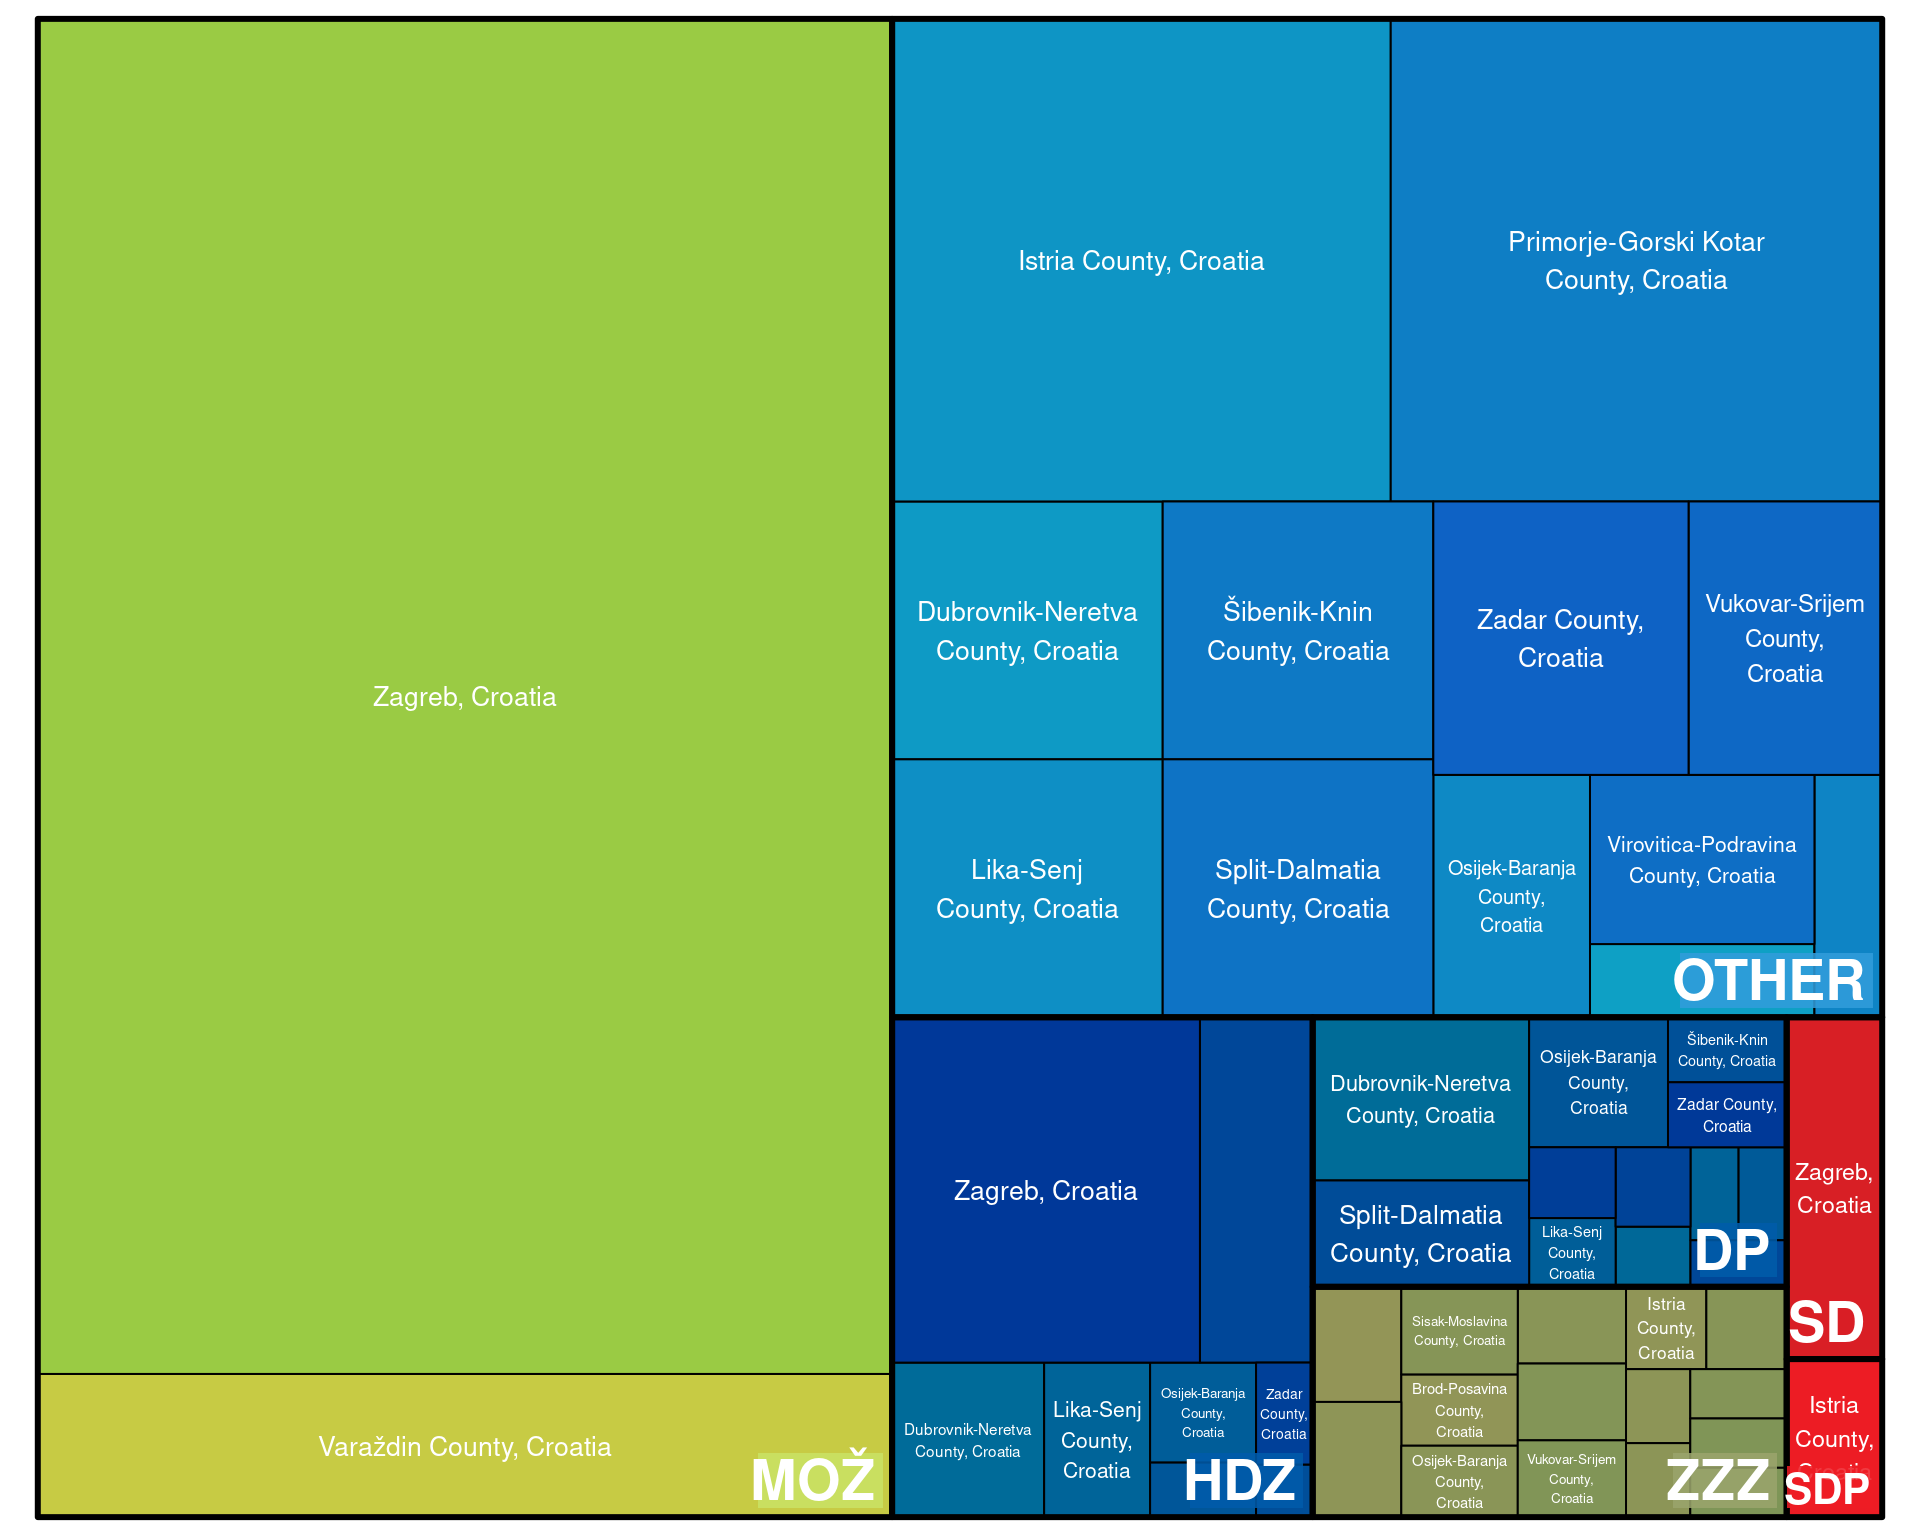 Zagreb, Croatia
Varaždin County, Croatia
MOŽ
Istria County, Croatia
Primorje-Gorski Kotar
County, Croatia
Dubrovnik-Neretva
County, Croatia
Šibenik-Knin
County, Croatia
Zadar County,
Croatia
Vukovar-Srijem
County,
Croatia
Lika-Senj
County, Croatia
Split-Dalmatia
County, Croatia
Osijek-Baranja
County,
Croatia
Virovitica-Podravina
County, Croatia
OTHER
Zagreb, Croatia
Dubrovnik-Neretva
County, Croatia
Lika-Senj
County,
Croatia
Osijek-Baranja
County,
Croatia
Zadar
County,
Croatia
HDZ
Dubrovnik-Neretva
County, Croatia
Split-Dalmatia
County, Croatia
Osijek-Baranja
County,
Croatia
Šibenik-Knin
County, Croatia
Zadar County,
Croatia
Lika-Senj
County,
Croatia
DP
Sisak-Moslavina
County, Croatia
Brod-Posavina
County,
Croatia
Osijek-Baranja
County,
Croatia
Vukovar-Srijem
County,
Croatia
Istria
County,
Croatia
ZZZ
Zagreb,
Croatia
SD
Istria
County,
Croatia
SDP